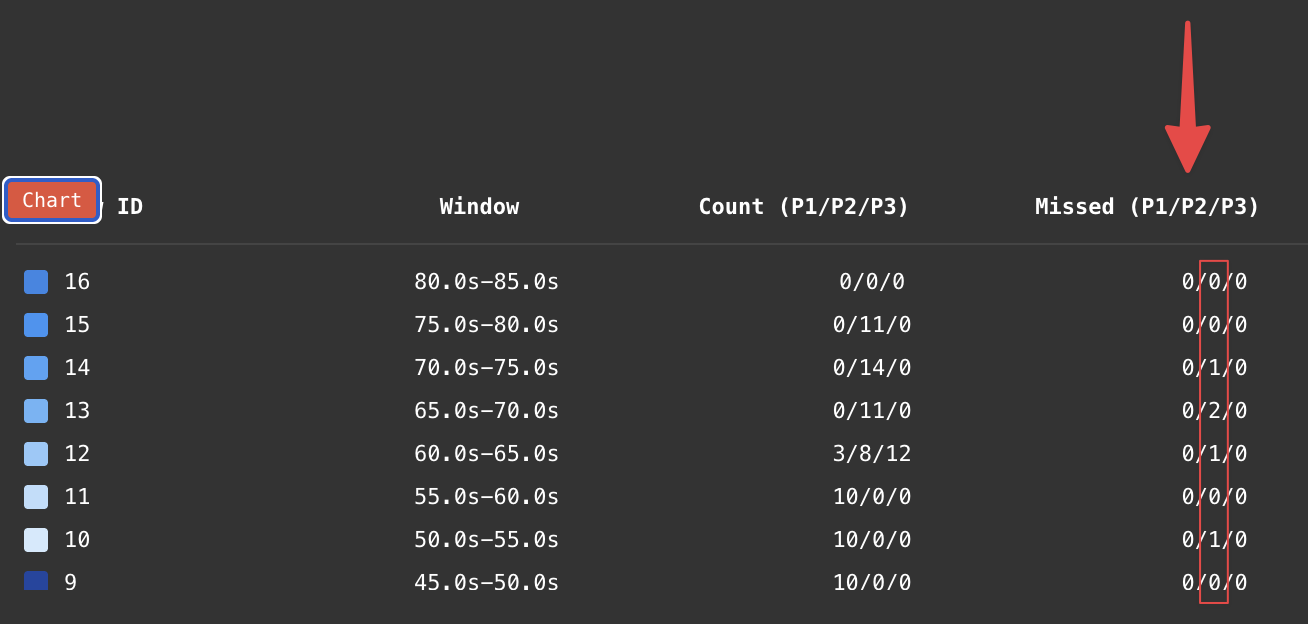 Chart ID Window Count (P1/P2/P3) Missed (P1/P2/P3)
16 80.0s–85.0s 0/0/0 0/0/0
15 75.0s–80.0s 0/11/0 0/0/0
14 70.0s–75.0s 0/14/0 0/1/0
13 65.0s–70.0s 0/11/0 0/2/0
12 60.0s–65.0s 3/8/12 0/1/0
11 55.0s–60.0s 10/0/0 0/0/0
10 50.0s–55.0s 10/0/0 0/1/0
9 45.0s–50.0s 10/0/0 0/0/0